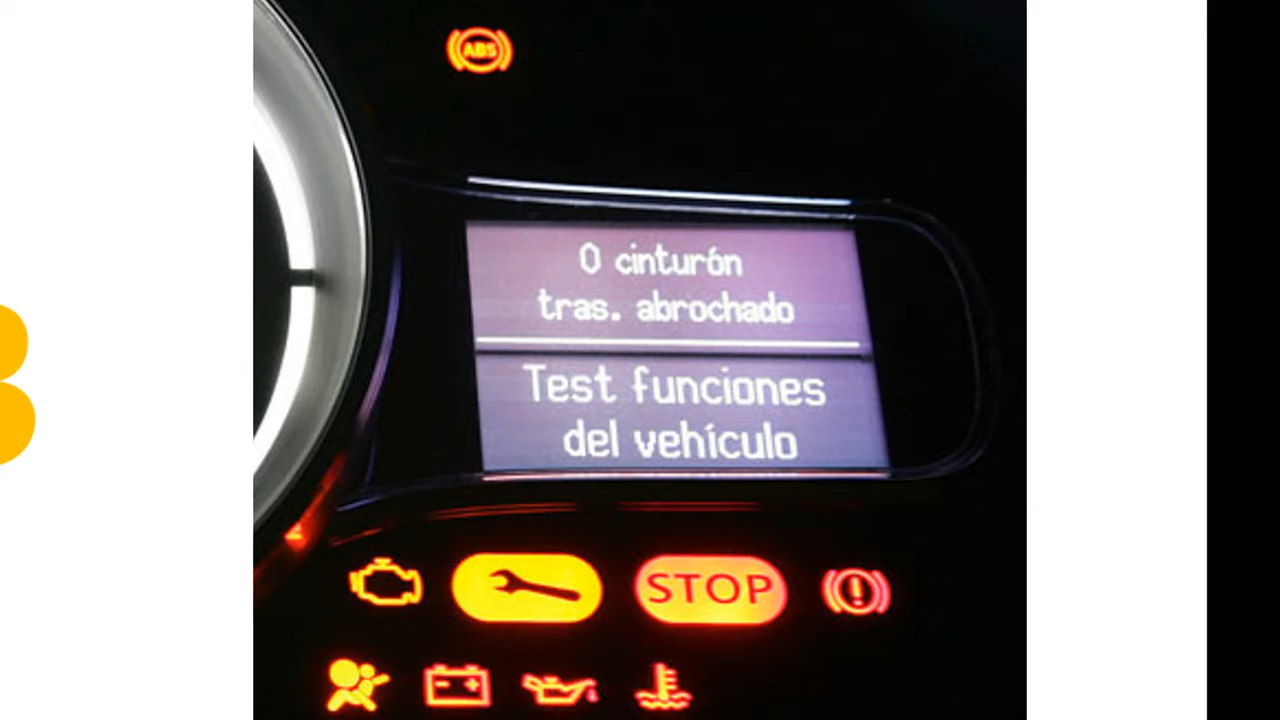 ABS
0 cinturón
tras. abrochado
Test funciones
del vehículo
STOP